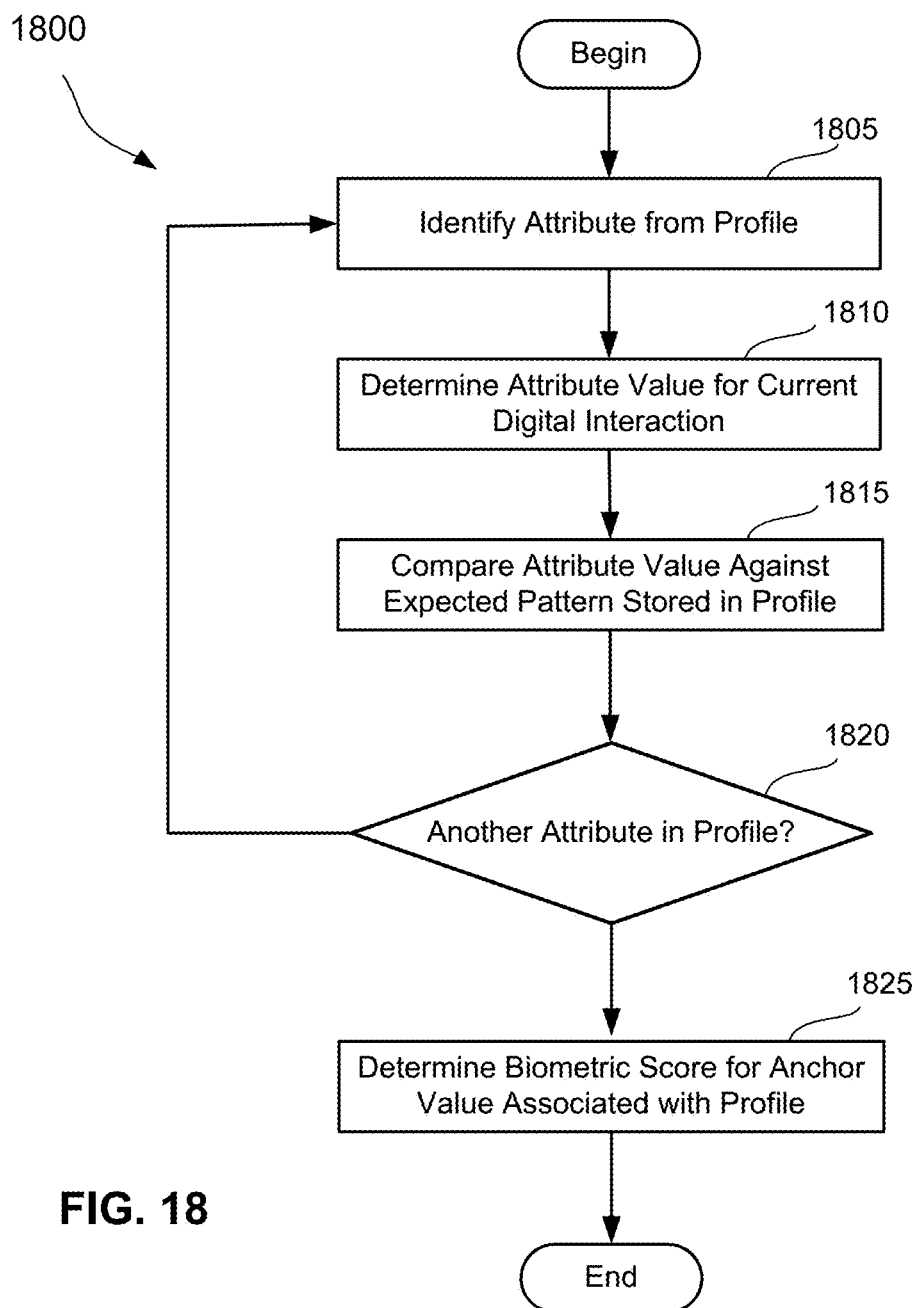 1800
Begin
1805
Identify Attribute from Profile
1810
Determine Attribute Value for Current
Digital Interaction
1815
Compare Attribute Value Against
Expected Pattern Stored in Profile
1820
Another Attribute in Profile?
1825
Determine Biometric Score for Anchor
Value Associated with Profile
FIG. 18
End